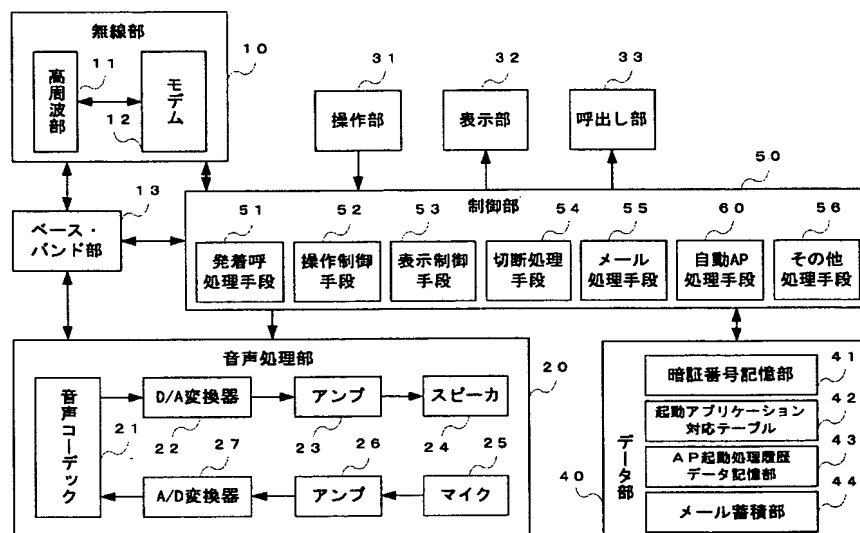 無線部
10
高周波部
11
モデム
12
31
操作部
32
表示部
33
呼出し部
13
ベース・
バンド部
50
制御部
51
発着呼
処理手段
52
操作制御
手段
53
表示制御
手段
54
切断処理
手段
55
メール
処理手段
60
自動AP
処理手段
56
その他
処理手段
音声処理部
20
音声コーデック
21
D/A変換器
22
アンプ
23
スピーカ
24
A/D変換器
27
アンプ
26
マイク
25
データ部
40
暗証番号記憶部
41
起動アプリケーション
対応テーブル
42
AP起動処理履歴
データ記憶部
43
メール蓄積部
44